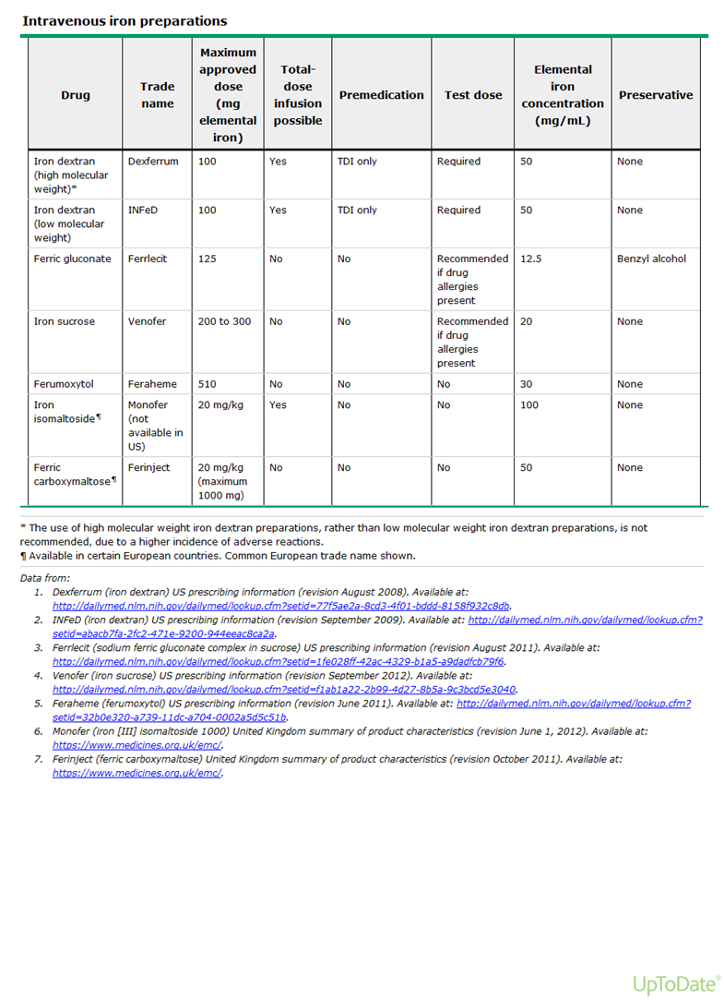 Intravenous iron preparations
Drug
Trade
name
Maximum
approved
dose
(mg
elemental
iron)
Total-
dose
infusion
possible
Premedication
Test dose
Elemental
iron
concentration
(mg/mL)
Preservative
Iron dextran
(high molecular
weight)*
Dexferrum
100
Yes
TDI only
Required
50
None
Iron dextran
(low molecular
weight)
INFeD
100
Yes
TDI only
Required
50
None
Ferric gluconate
Ferrlecit
125
No
No
Recommended
if drug
allergies
present
12.5
Benzyl alcohol
Iron sucrose
Venofer
200 to 300
No
No
Recommended
if drug
allergies
present
20
None
Ferumoxytol
Feraheme
510
No
No
No
30
None
Iron
isomaltoside¶
Monofer
(not
available in
US)
20 mg/kg
Yes
No
No
100
None
Ferric
carboxymaltose¶
Ferinject
20 mg/kg
(maximum
1000 mg)
No
No
No
50
None
* The use of high molecular weight iron dextran preparations, rather than low molecular weight iron dextran preparations, is not
recommended, due to a higher incidence of adverse reactions.
¶ Available in certain European countries. Common European trade name shown.
Data from:
1. Dexferrum (iron dextran) US prescribing information (revision August 2008). Available at:
http://dailymed.nlm.nih.gov/dailymed/lookup.cfm?setid=77f5ae2a-8cd3-4f01-bddd-8158f932c8db.
2. INFeD (iron dextran) US prescribing information (revision September 2009). Available at: http://dailymed.nlm.nih.gov/dailymed/lookup.cfm?
setid=abacb7fa-2fc2-471e-9200-944eeac8ca2a.
3. Ferrlecit (sodium ferric gluconate complex in sucrose) US prescribing information (revision August 2011). Available at:
http://dailymed.nlm.nih.gov/dailymed/lookup.cfm?setid=1fe028ff-42ac-4329-b1a5-a9dadfcb79f6.
4. Venofer (iron sucrose) US prescribing information (revision September 2012). Available at:
http://dailymed.nlm.nih.gov/dailymed/lookup.cfm?setid=f1ab1a22-2b99-4d27-8b5a-9c3bcd5e3040.
5. Feraheme (ferumoxytol) US prescribing information (revision June 2011). Available at: http://dailymed.nlm.nih.gov/dailymed/lookup.cfm?
setid=32b0e320-a739-11dc-a704-0002a5d5c51b.
6. Monofer (iron [III] isomaltoside 1000) United Kingdom summary of product characteristics (revision June 1, 2012). Available at:
https://www.medicines.org.uk/emc/.
7. Ferinject (ferric carboxymaltose) United Kingdom summary of product characteristics (revision October 2011). Available at:
https://www.medicines.org.uk/emc/.
UpToDate®